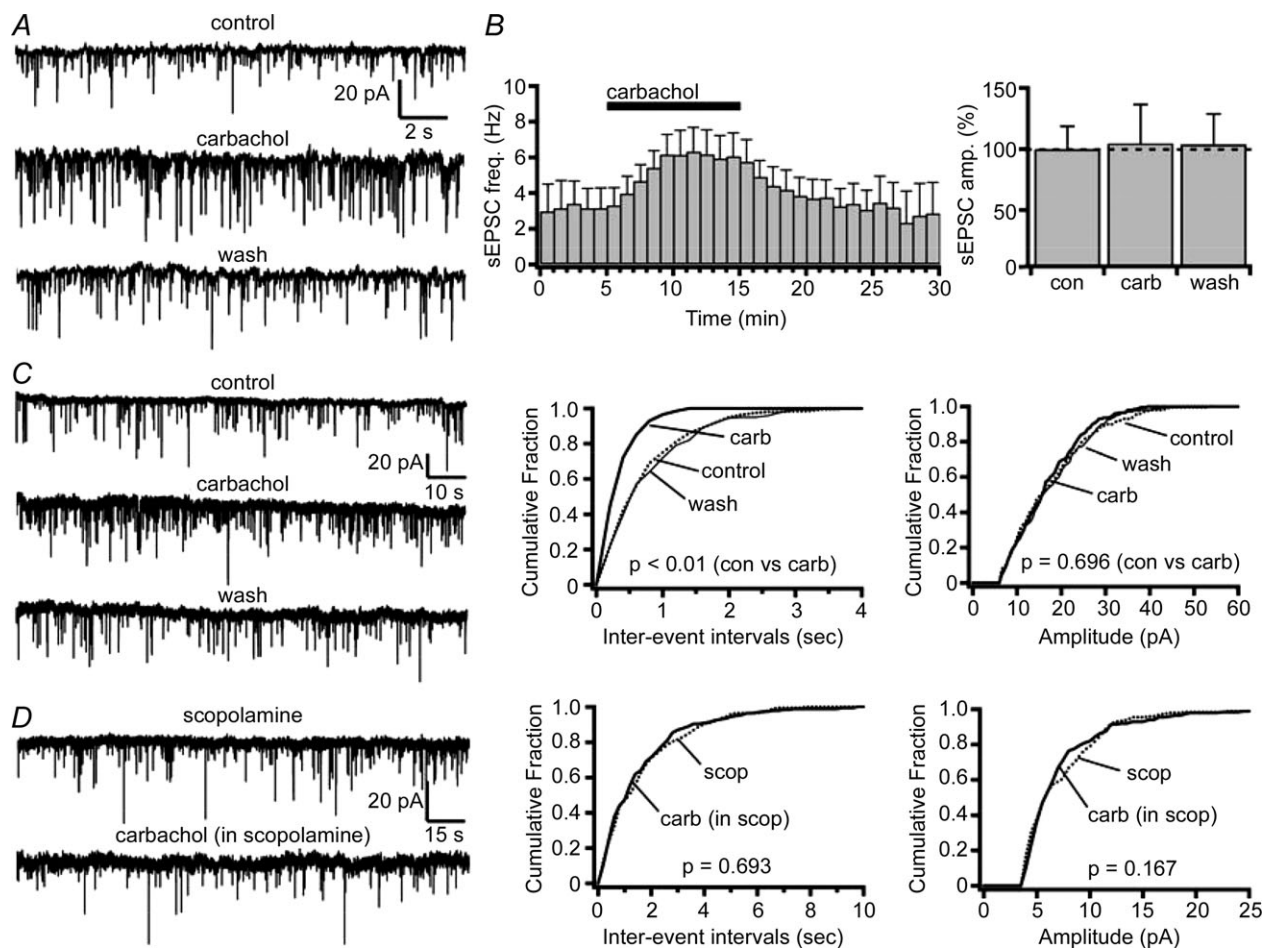 A
control
20 pA
2 s
carbachol
wash
B
sEPSC freq. (Hz)
10
8
6
4
2
0
carbachol
0 5 10 15 20 25 30
Time (min)
sEPSC amp. (%)
150
100
50
0
con carb wash
C
control
20 pA
10 s
carbachol
wash
Cumulative Fraction
1.0
0.8
0.6
0.4
0.2
0
carb
control
wash
p < 0.01 (con vs carb)
0 1 2 3 4
Inter-event intervals (sec)
Cumulative Fraction
1.0
0.8
0.6
0.4
0.2
0
control
wash
carb
p = 0.696 (con vs carb)
0 10 20 30 40 50 60
Amplitude (pA)
D
scopolamine
20 pA
15 s
carbachol (in scopolamine)
Cumulative Fraction
1.0
0.8
0.6
0.4
0.2
0
scop
carb (in scop)
p = 0.693
0 2 4 6 8 10
Inter-event intervals (sec)
Cumulative Fraction
1.0
0.8
0.6
0.4
0.2
0
scop
carb (in scop)
p = 0.167
0 5 10 15 20 25
Amplitude (pA)